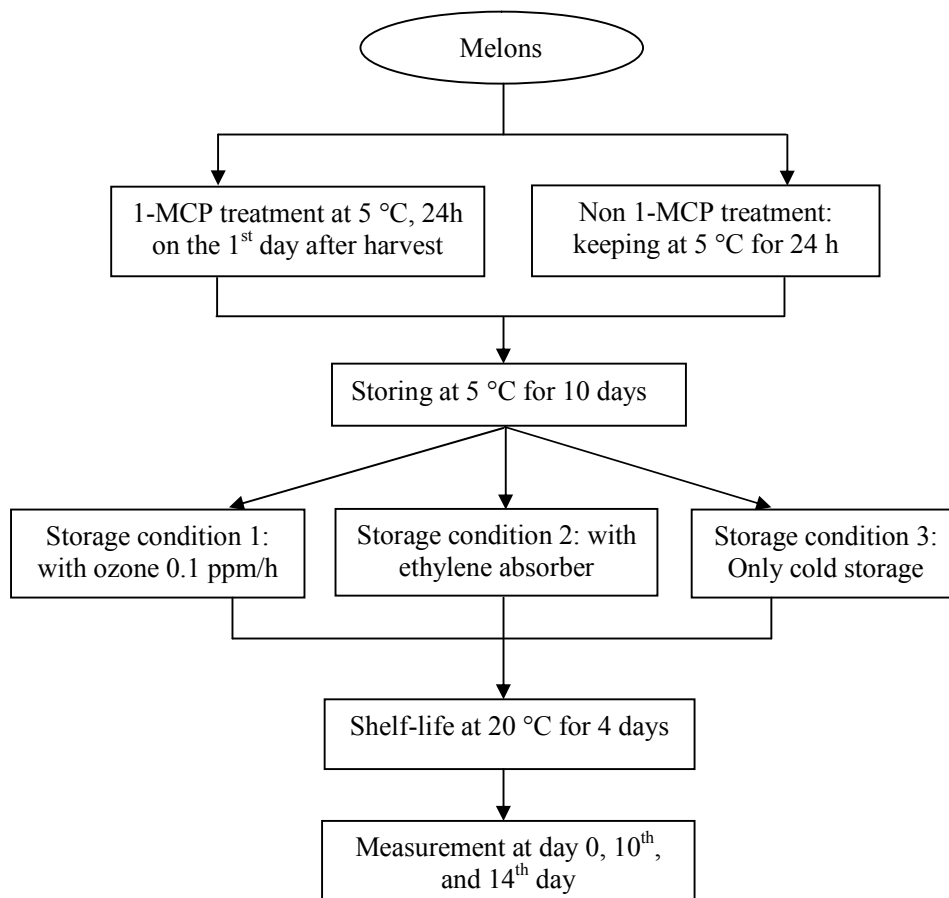 Melons
1-MCP treatment at 5 °C, 24h
on the 1st day after harvest
Non 1-MCP treatment:
keeping at 5 °C for 24 h
Storing at 5 °C for 10 days
Storage condition 1:
with ozone 0.1 ppm/h
Storage condition 2: with
ethylene absorber
Storage condition 3:
Only cold storage
Shelf-life at 20 °C for 4 days
Measurement at day 0, 10th,
and 14th day